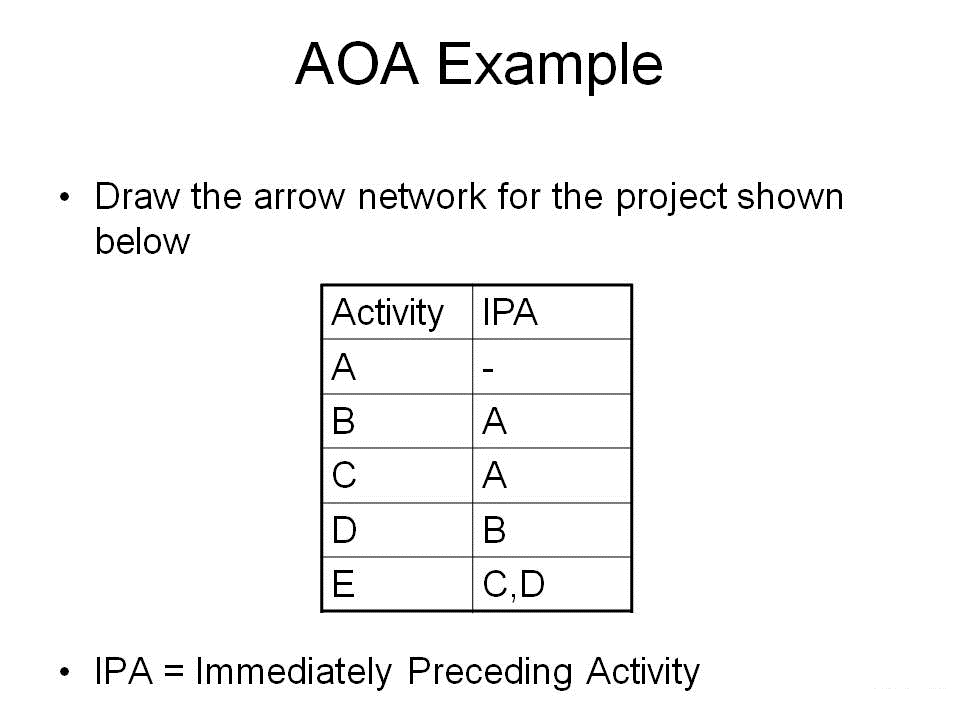 AOA Example
• Draw the arrow network for the project shown
below
Activity IPA
A -
B A
C A
D B
E C,D
• IPA = Immediately Preceding Activity